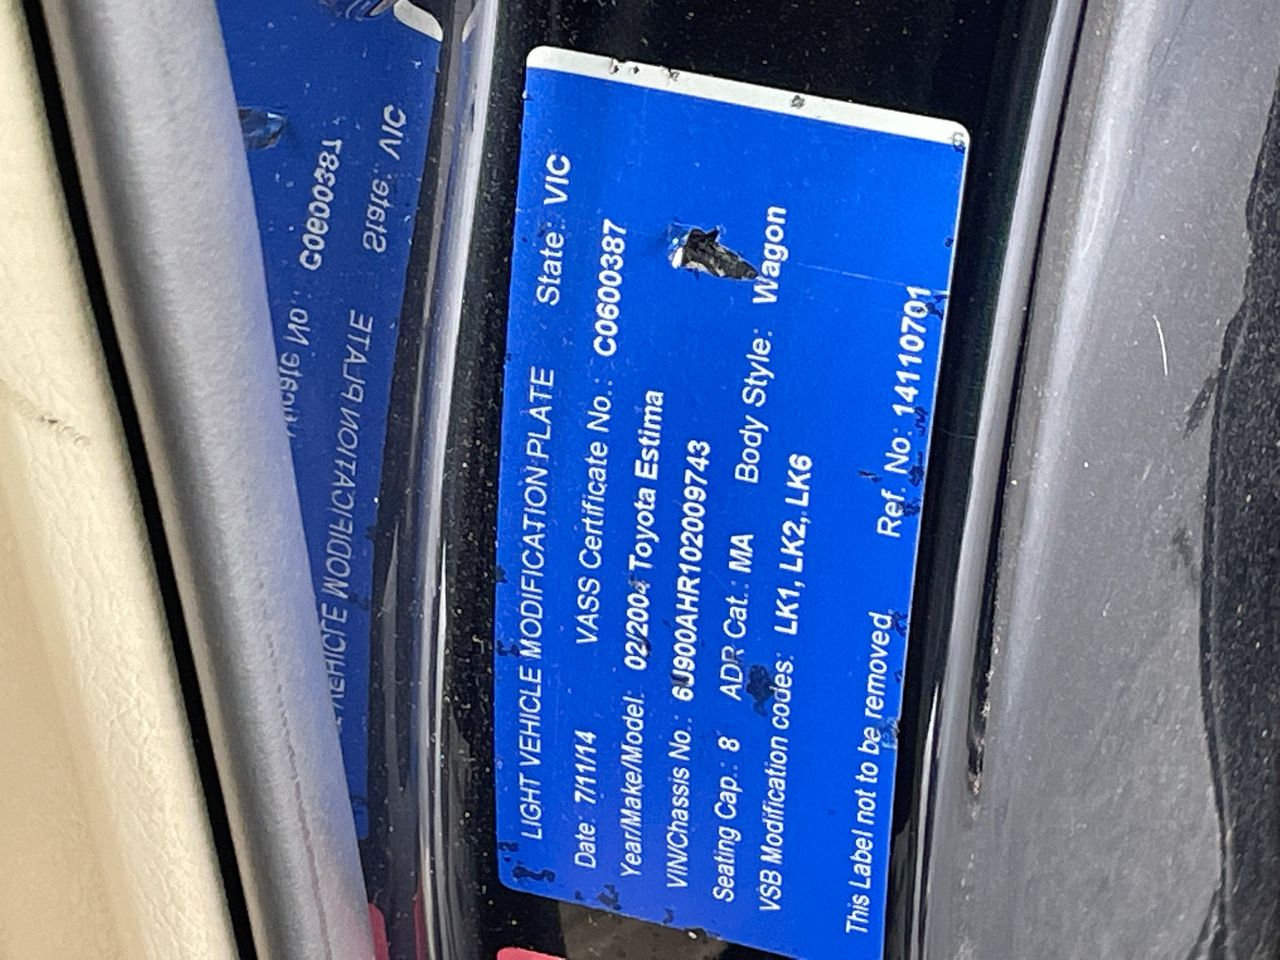 LIGHT VEHICLE MODIFICATION PLATE State: VIC
Date: 7/11/14 VASS Certificate No.: C0600387
Year/Make/Model: 02/2004 Toyota Estima
VIN/Chassis No.: 6U900AHR102009743
Seating Cap.: 8 ADR Cat.: MA Body Style: Wagon
VSB Modification codes: LK1, LK2, LK6
This Label not to be removed. Ref. No: 14110701